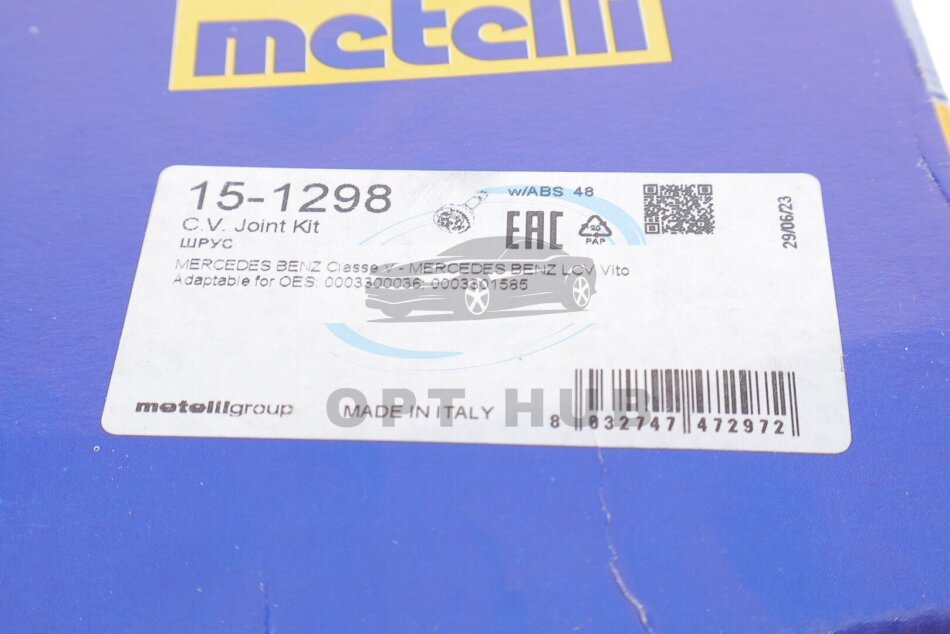 metelli
15-1298
w/ABS 48
C.V. Joint Kit
ШРУС
EAC
20
PAP
29/06/23
MERCEDES BENZ Classe V - MERCEDES BENZ LCV Vito
Adaptable for OES: 0003300036, 0003301585
OPT HUB
metelligroup
MADE IN ITALY
8 032747 472972